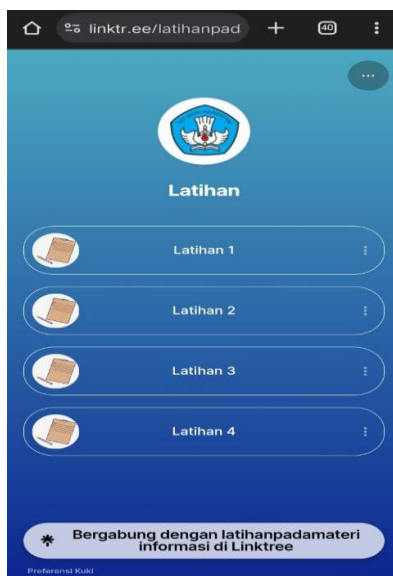 linktr.ee/latihanpad
40
Latihan
Latihan 1
Latihan 2
Latihan 3
Latihan 4
Bergabung dengan latihanpadamateri
informasi di Linktree
Preferensi Kuki